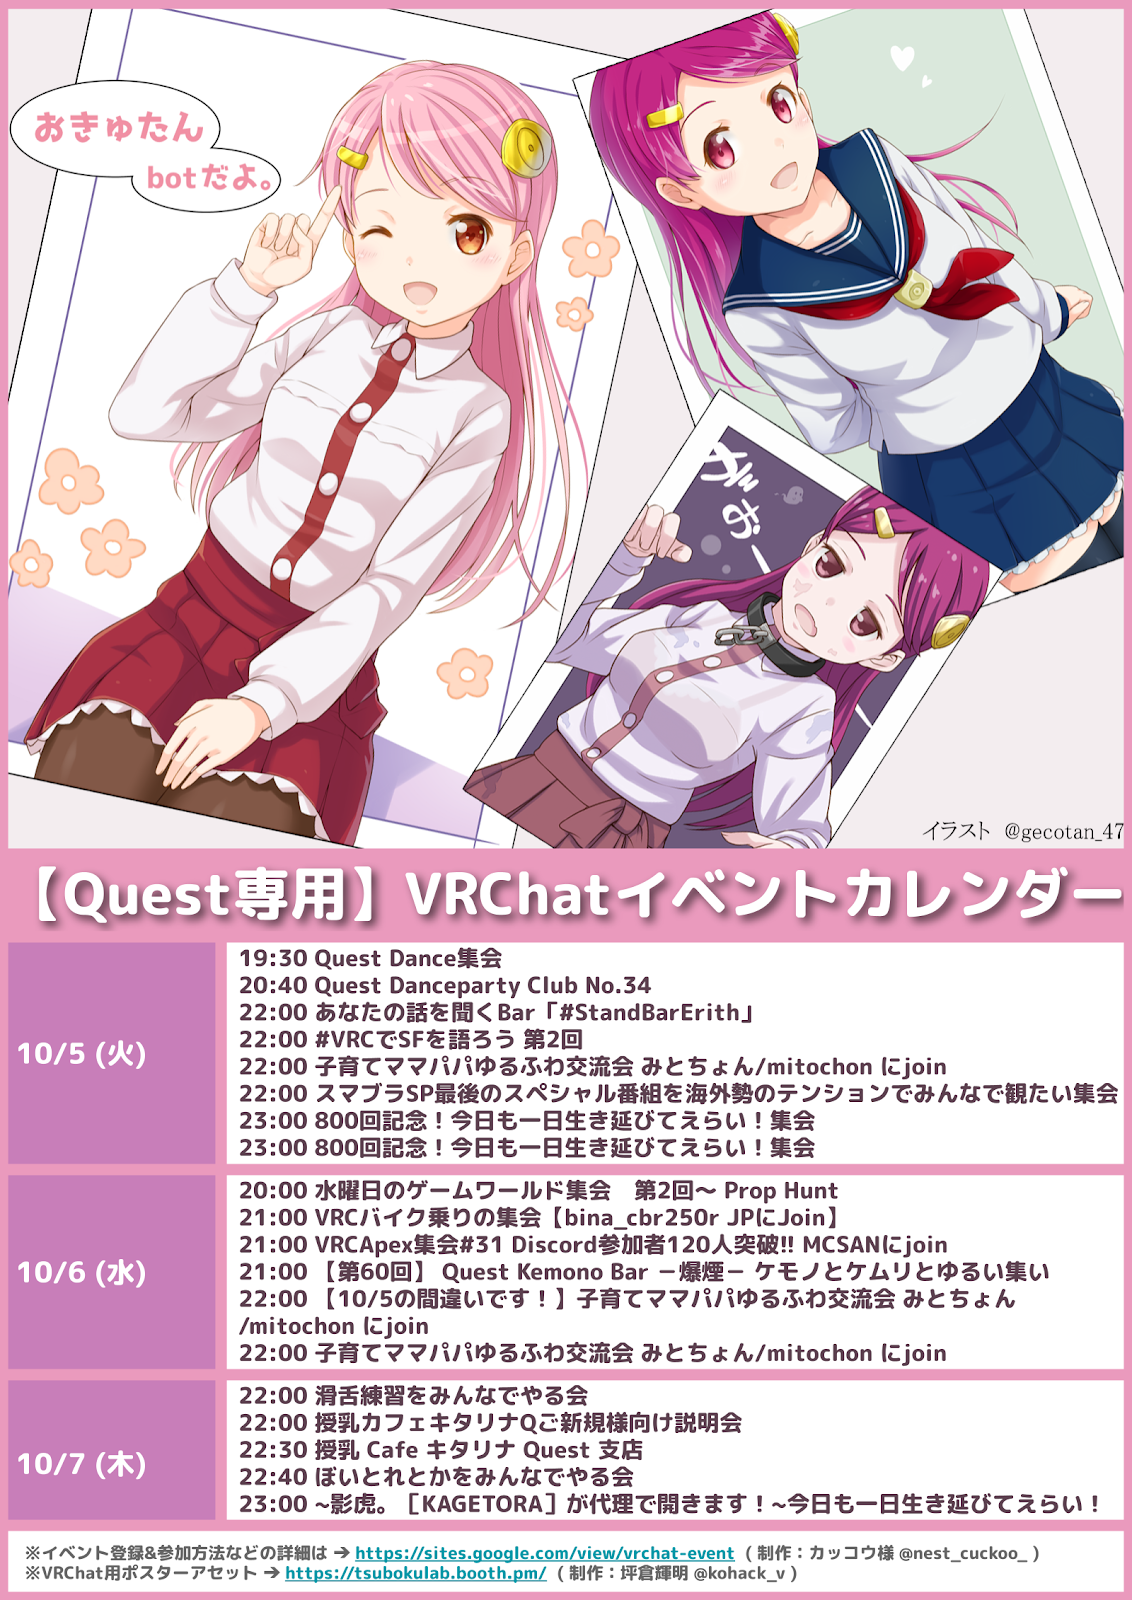 おきゅたん
botだよ。
がおー
イラスト @gecotan_47
【Quest専用】VRChatイベントカレンダー
10/5 (火)
19:30 Quest Dance集会
20:40 Quest Danceparty Club No.34
22:00 あなたの話を聞くBar「#StandBarErith」
22:00 #VRCでSFを語ろう 第2回
22:00 子育てママパパゆるふわ交流会 みとちょん/mitochon にjoin
22:00 スマブラSP最後のスペシャル番組を海外勢のテンションでみんなで観たい集会
23:00 800回記念！今日も一日生き延びてえらい！集会
23:00 800回記念！今日も一日生き延びてえらい！集会
10/6 (水)
20:00 水曜日のゲームワールド集会　第2回～ Prop Hunt
21:00 VRCバイク乗りの集会【bina_cbr250r JPにJoin】
21:00 VRCApex集会#31 Discord参加者120人突破!! MCSANにjoin
21:00 【第60回】 Quest Kemono Bar －爆煙－ ケモノとケムリとゆるい集い
22:00 【10/5の間違いです！】子育てママパパゆるふわ交流会 みとちょん
/mitochon にjoin
22:00 子育てママパパゆるふわ交流会 みとちょん/mitochon にjoin
10/7 (木)
22:00 滑舌練習をみんなでやる会
22:00 授乳カフェキタリナQご新規様向け説明会
22:30 授乳 Cafe キタリナ Quest 支店
22:40 ぼいとれとかをみんなでやる会
23:00 ~影虎。［KAGETORA］が代理で開きます！~今日も一日生き延びてえらい！
※イベント登録&参加方法などの詳細は → https://sites.google.com/view/vrchat-event （制作：カッコウ様 @nest_cuckoo_ ）
※VRChat用ポスターアセット → https://tsubokulab.booth.pm/ （制作：坪倉輝明 @kohack_v ）